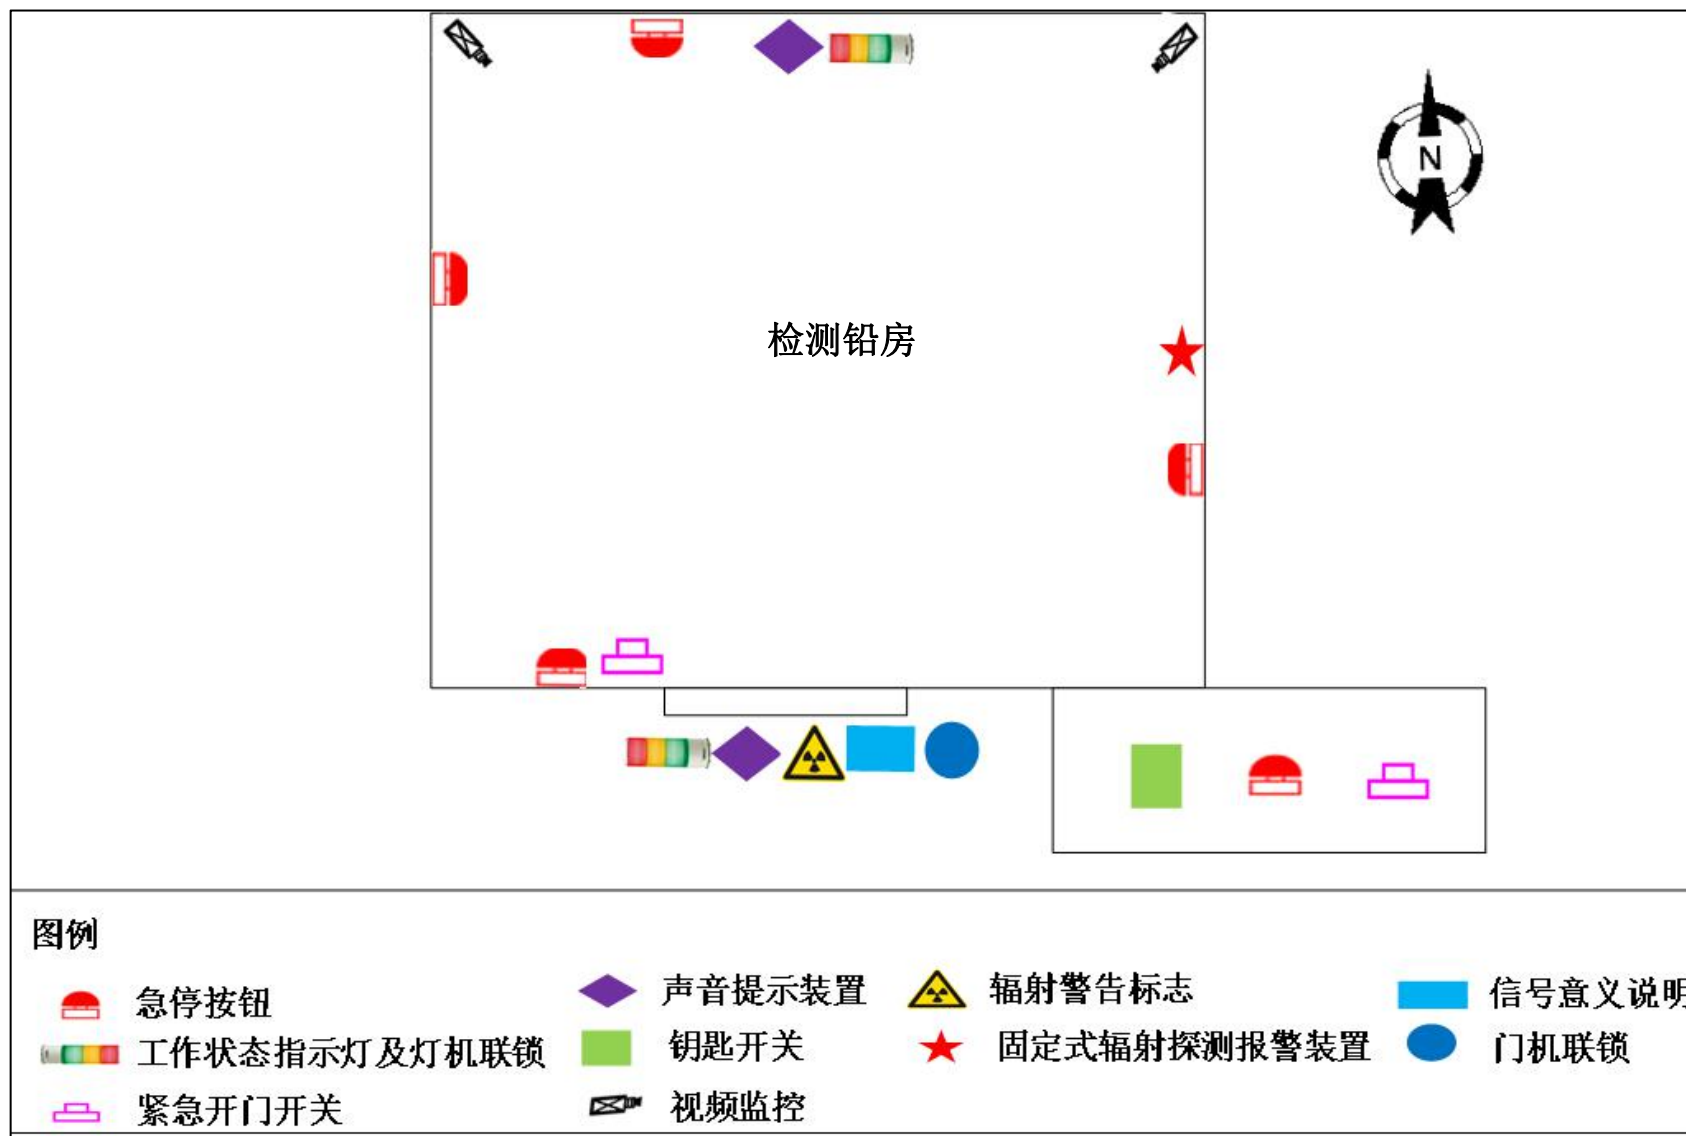 N
检测铅房
图例
急停按钮
声音提示装置
辐射警告标志
信号意义说明
工作状态指示灯及灯机联锁
钥匙开关
固定式辐射探测报警装置
门机联锁
紧急开门开关
视频监控